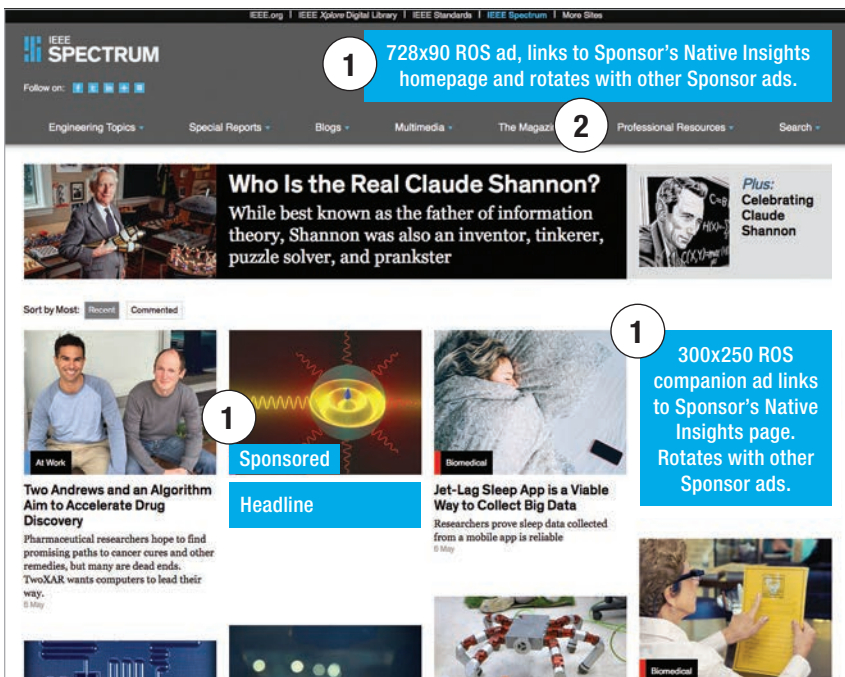 IEEE.org | IEEE Xplore Digital Library | IEEE Standards | IEEE Spectrum | More Sites
IEEE
SPECTRUM
Follow on:
1
728x90 ROS ad, links to Sponsor's Native Insights
homepage and rotates with other Sponsor ads.
Engineering Topics
Special Reports
Blogs
Multimedia
The Magazi
2
Professional Resources
Search
Who Is the Real Claude Shannon?
While best known as the father of information
theory, Shannon was also an inventor, tinkerer,
puzzle solver, and prankster
Plus:
Celebrating
Claude
Shannon
Sort by Most: Recent Commented
At Work
Two Andrews and an Algorithm
Aim to Accelerate Drug
Discovery
Pharmaceutical researchers hope to find
promising paths to cancer cures and other
remedies, but many are dead ends.
TwoXAR wants computers to lead their
way.
5 May
1
Sponsored
Headline
Biomedical
Jet-Lag Sleep App is a Viable
Way to Collect Big Data
Researchers prove sleep data collected
from a mobile app is reliable
5 May
1
300x250 ROS
companion ad links
to Sponsor's Native
Insights page.
Rotates with other
Sponsor ads.
Biomedical